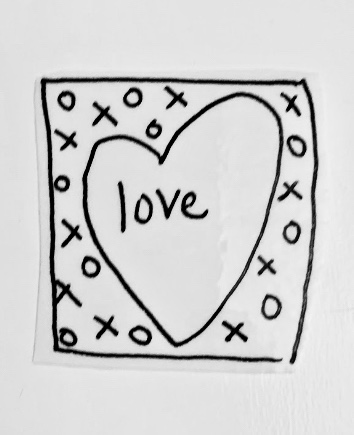 O X O X X
X O O
O love X
X O
O X
X O
O X O X